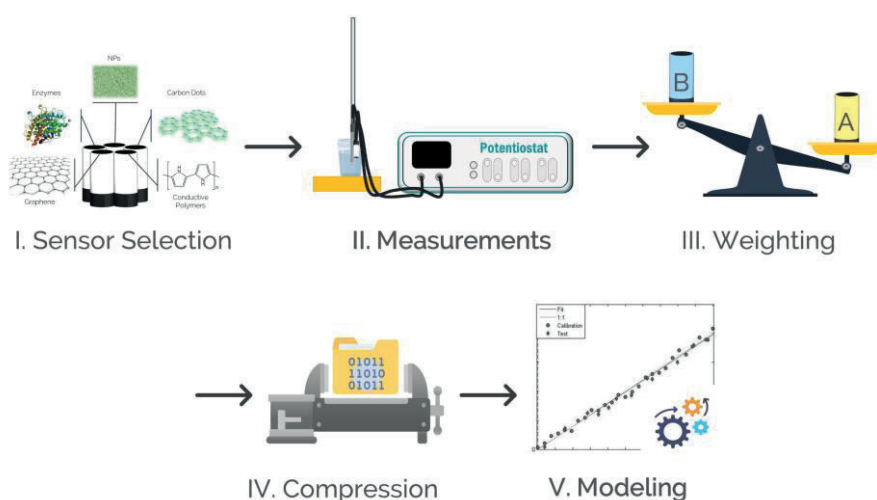 NPs
Enzymes
Carbon Dots
Graphene
N
H
H
N
n
Conductive
Polymers
I. Sensor Selection
Potentiostat
II. Measurements
B
A
III. Weighting
01011
11010
01011
IV. Compression
Fit
1:1
Calibration
Test
0
V. Modeling